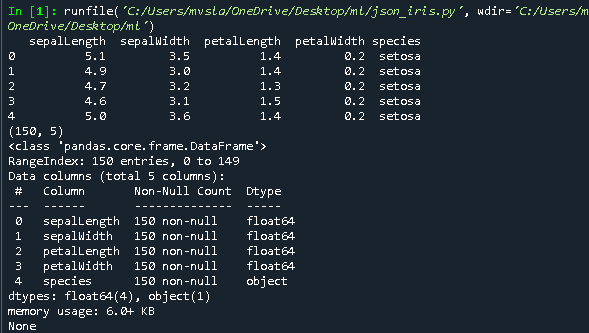 In [1]: runfile('C:/Users/mvsla/OneDrive/Desktop/ml/json_iris.py', wdir='C:/Users/m
OneDrive/Desktop/ml')
   sepalLength  sepalWidth  petalLength  petalWidth species
0          5.1         3.5          1.4         0.2  setosa
1          4.9         3.0          1.4         0.2  setosa
2          4.7         3.2          1.3         0.2  setosa
3          4.6         3.1          1.5         0.2  setosa
4          5.0         3.6          1.4         0.2  setosa
(150, 5)
<class 'pandas.core.frame.DataFrame'>
RangeIndex: 150 entries, 0 to 149
Data columns (total 5 columns):
 #   Column       Non-Null Count  Dtype
---  ------       --------------  -----
 0   sepalLength  150 non-null    float64
 1   sepalWidth   150 non-null    float64
 2   petalLength  150 non-null    float64
 3   petalWidth   150 non-null    float64
 4   species      150 non-null    object
dtypes: float64(4), object(1)
memory usage: 6.0+ KB
None